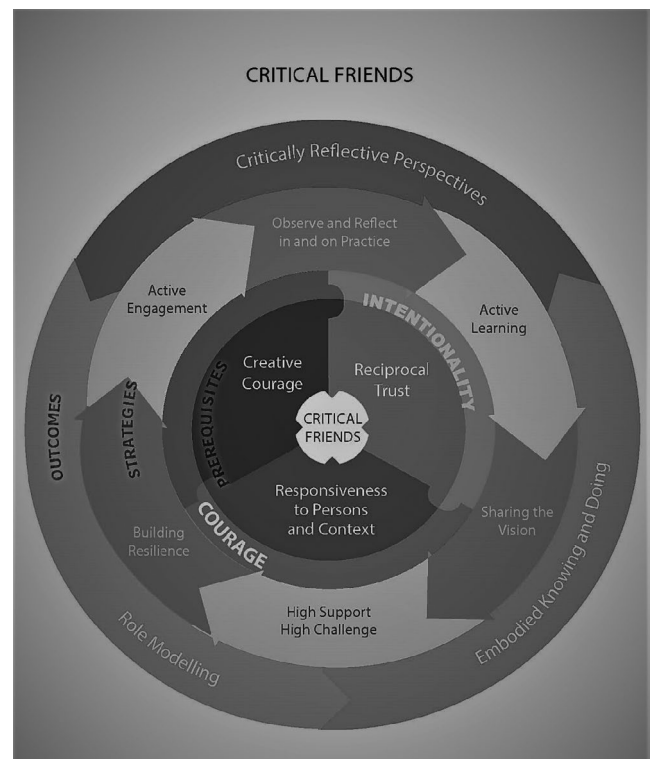 CRITICAL FRIENDS
Critically Reflective Perspectives
Observe and Reflect
in and on Practice
Active
Engagement
Active
Learning
INTENTIONALITY
Creative
Courage
Reciprocal
Trust
PREREQUISITES
CRITICAL
FRIENDS
OUTCOMES
STRATEGIES
Responsiveness
to Persons
and Context
Sharing the
Vision
Building
Resilience
COURAGE
High Support
High Challenge
Role Modelling
Embodied Knowing and Doing